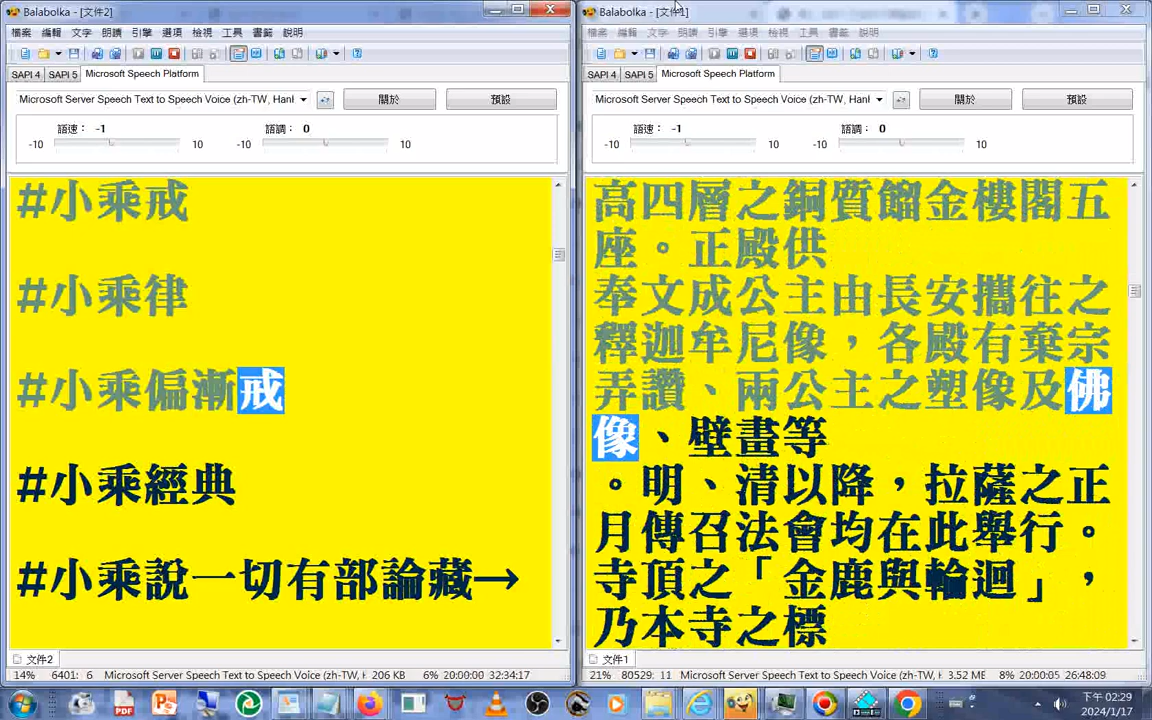 Balabolka - [文件2]
檔案 編輯 文字 朗讀 引擎 選項 檢視 工具 書籤 說明
SAPI 4 SAPI 5 Microsoft Speech Platform
Microsoft Server Speech Text to Speech Voice (zh-TW, Hanl
關於 預設
語速： -1 語調： 0
-10 10 -10 10
#小乘戒
#小乘律
#小乘偏漸戒
#小乘經典
#小乘說一切有部論藏→
文件2
14% 6401: 6 Microsoft Server Speech Text to Speech Voice (zh-TW, H 206 KB 6% 20:00:00 32:34:17
Balabolka - [文件1]
檔案 編輯 文字 朗讀 引擎 選項 檢視 工具 書籤 說明
SAPI 4 SAPI 5 Microsoft Speech Platform
Microsoft Server Speech Text to Speech Voice (zh-TW, Hanl
關於 預設
語速： -1 語調： 0
-10 10 -10 10
高四層之銅質鎦金樓閣五
座。正殿供
奉文成公主由長安攜往之
釋迦牟尼像，各殿有棄宗
弄讚、兩公主之塑像及佛
像、壁畫等
。明、清以降，拉薩之正
月傳召法會均在此舉行。
寺頂之「金鹿與輪迴」，
乃本寺之標
文件1
21% 80529: 11 Microsoft Server Speech Text to Speech Voice (zh-TW, H 3.52 ME 8% 20:00:05 26:48:09
下午 02:29
2024/1/17